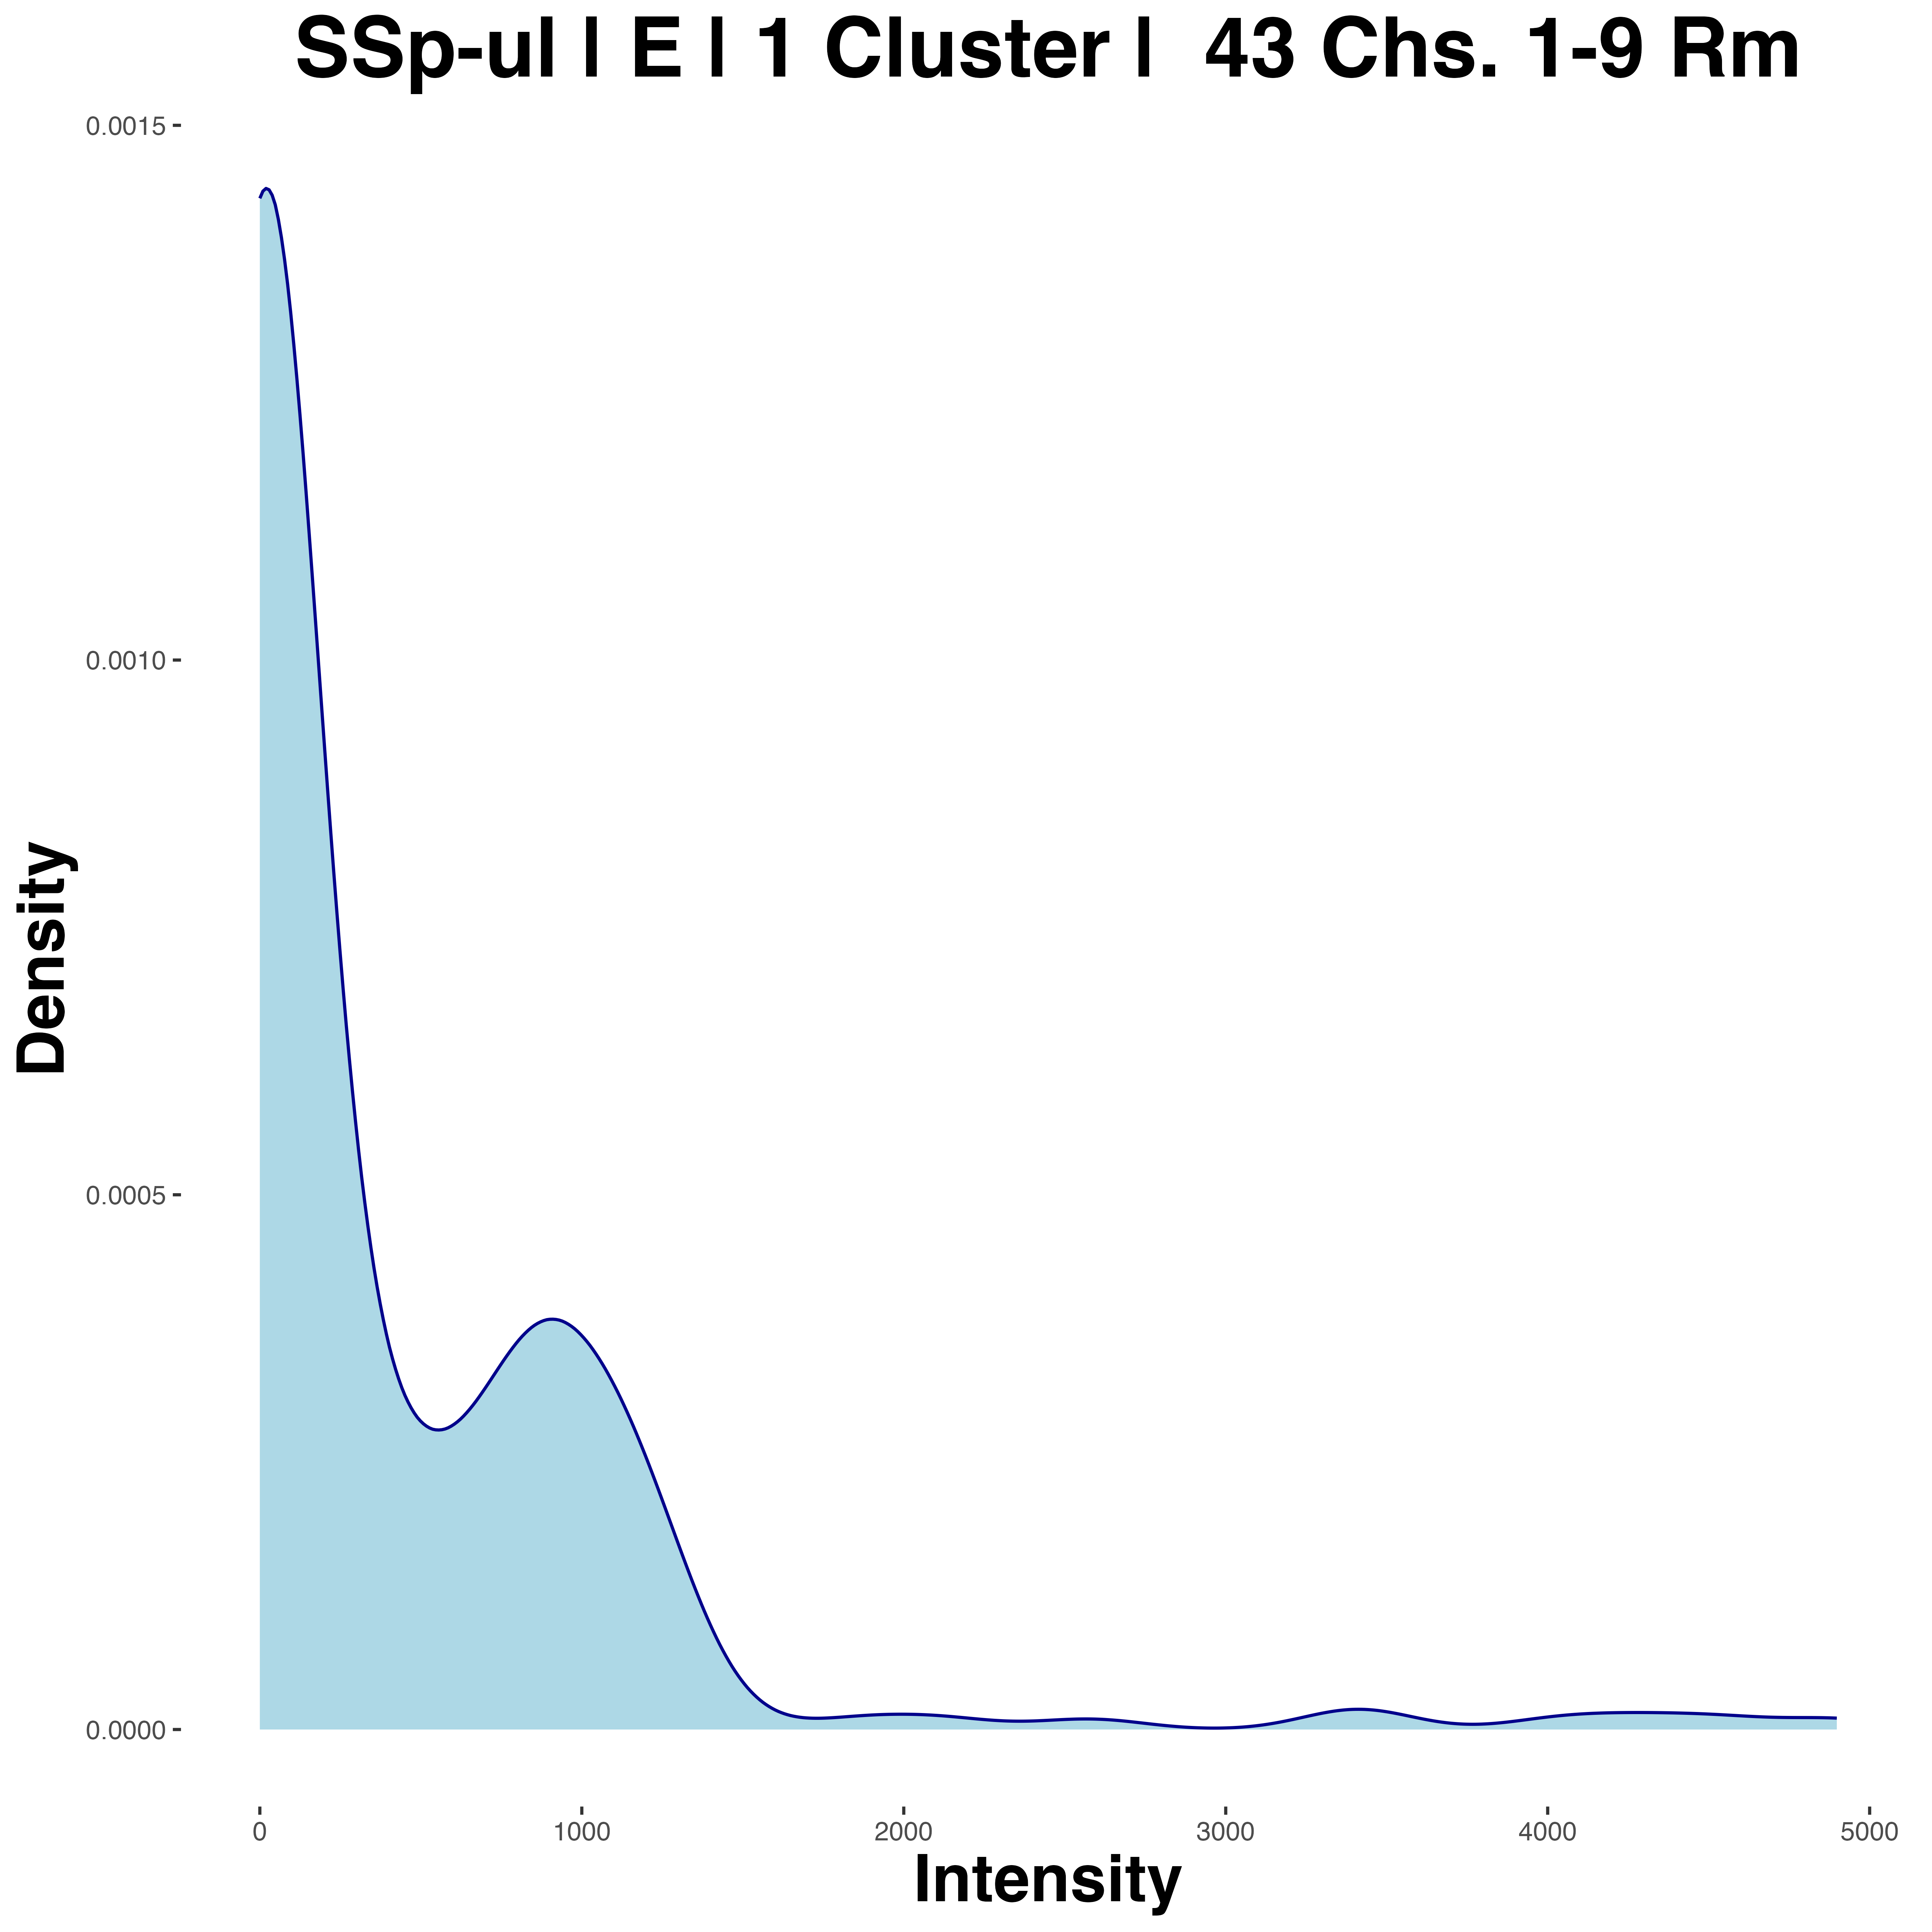 SSp-ul | E | 1 Cluster |  43 Chs. 1-9 Rm
0.0015
0.0010
0.0005
0.0000
Density
0 1000 2000 3000 4000 5000
Intensity